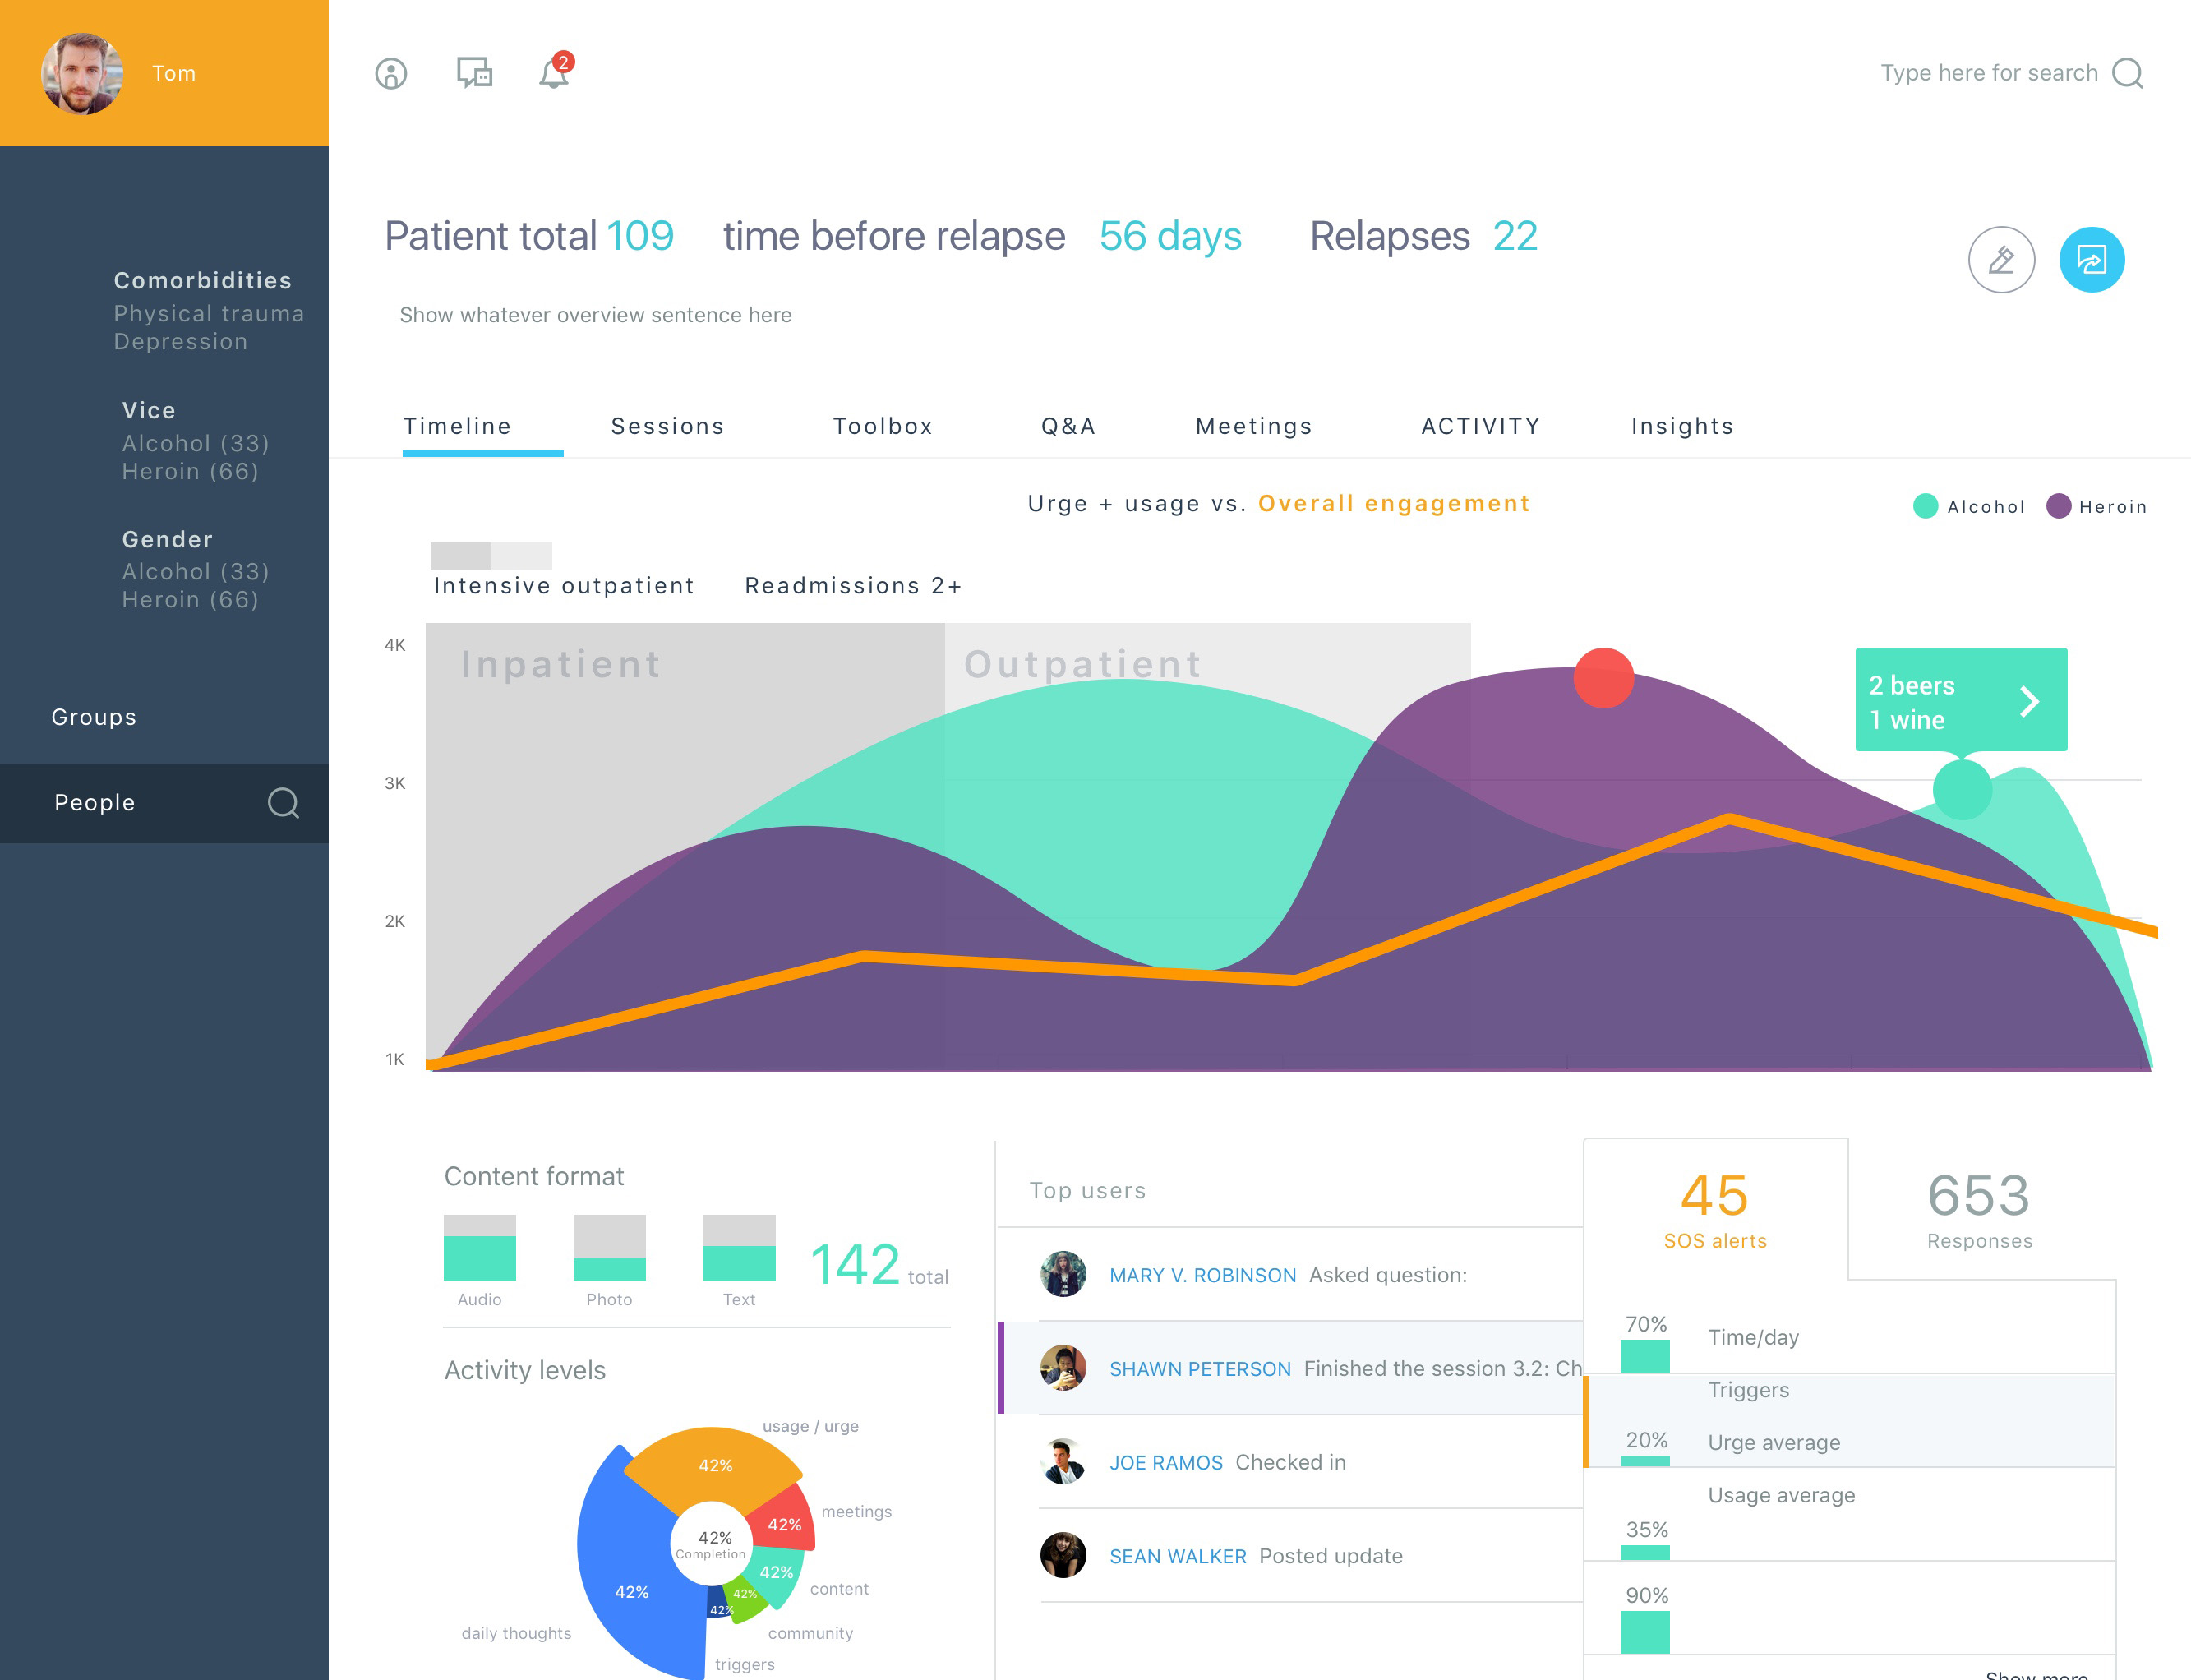 Tom
2
Type here for search
Comorbidities
Physical trauma
Depression
Vice
Alcohol (33)
Heroin (66)
Gender
Alcohol (33)
Heroin (66)
Groups
People
Patient total 109 time before relapse 56 days Relapses 22
Show whatever overview sentence here
Timeline Sessions Toolbox Q&A Meetings ACTIVITY Insights
Urge + usage vs. Overall engagement
Alcohol Heroin
Intensive outpatient Readmissions 2+
Inpatient Outpatient
4K
3K
2K
1K
2 beers
1 wine
Content format
Audio Photo Text
142 total
Activity levels
usage / urge
42%
meetings
42%
42%
Completion
42%
content
42%
42%
42%
daily thoughts
community
triggers
Top users
MARY V. ROBINSON Asked question:
SHAWN PETERSON Finished the session 3.2: Ch
JOE RAMOS Checked in
SEAN WALKER Posted update
45
SOS alerts
653
Responses
70% Time/day
Triggers
20% Urge average
Usage average
35%
90%
Show more